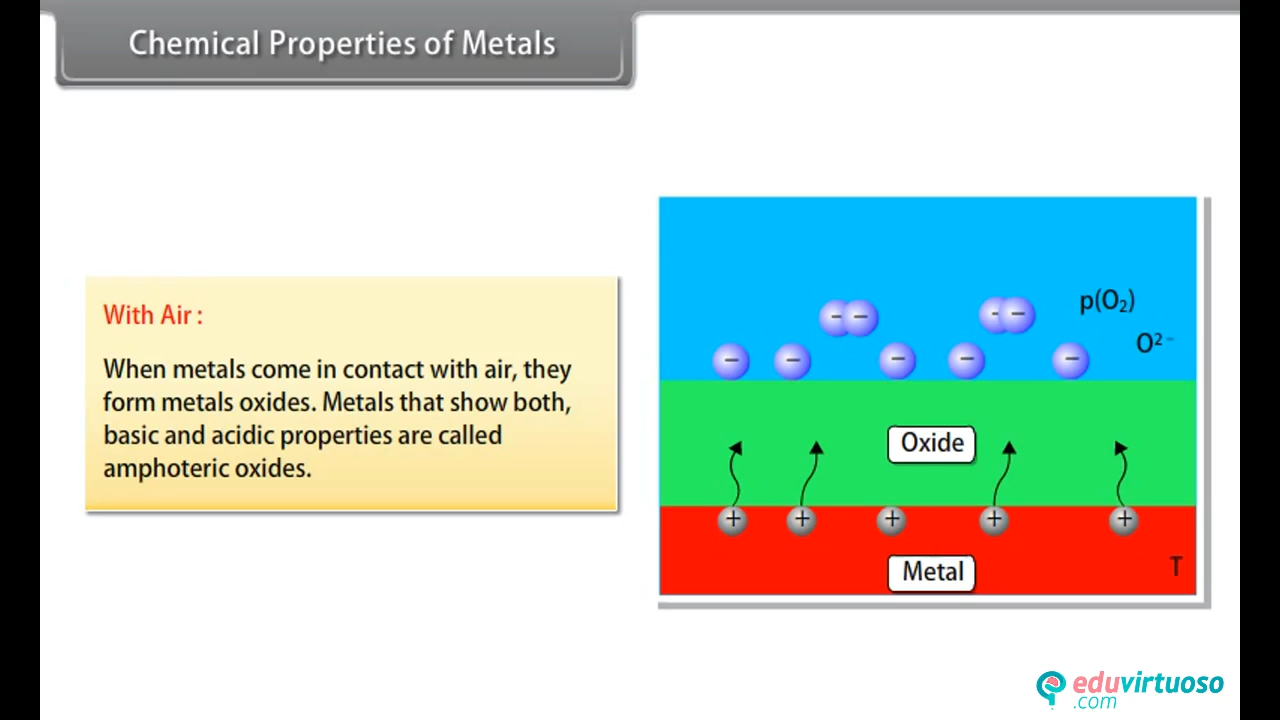 Chemical Properties of Metals
With Air :
When metals come in contact with air, they
form metals oxides. Metals that show both,
basic and acidic properties are called
amphoteric oxides.
p(O₂)
O²⁻
− − − −
− − − − −
Oxide
+ + + + +
Metal
T
eduvirtuoso
.com